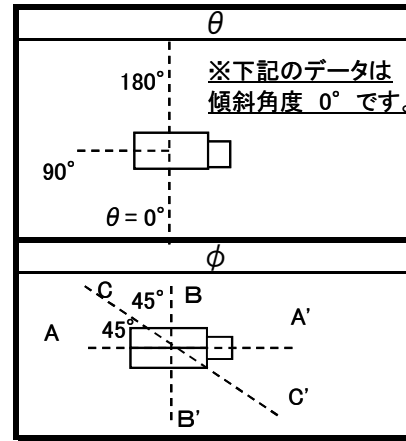 θ
180°
※下記のデータは
傾斜角度 0° です。
90°
θ = 0°
φ
C
45°
B
A
45°
A'
C'
B'